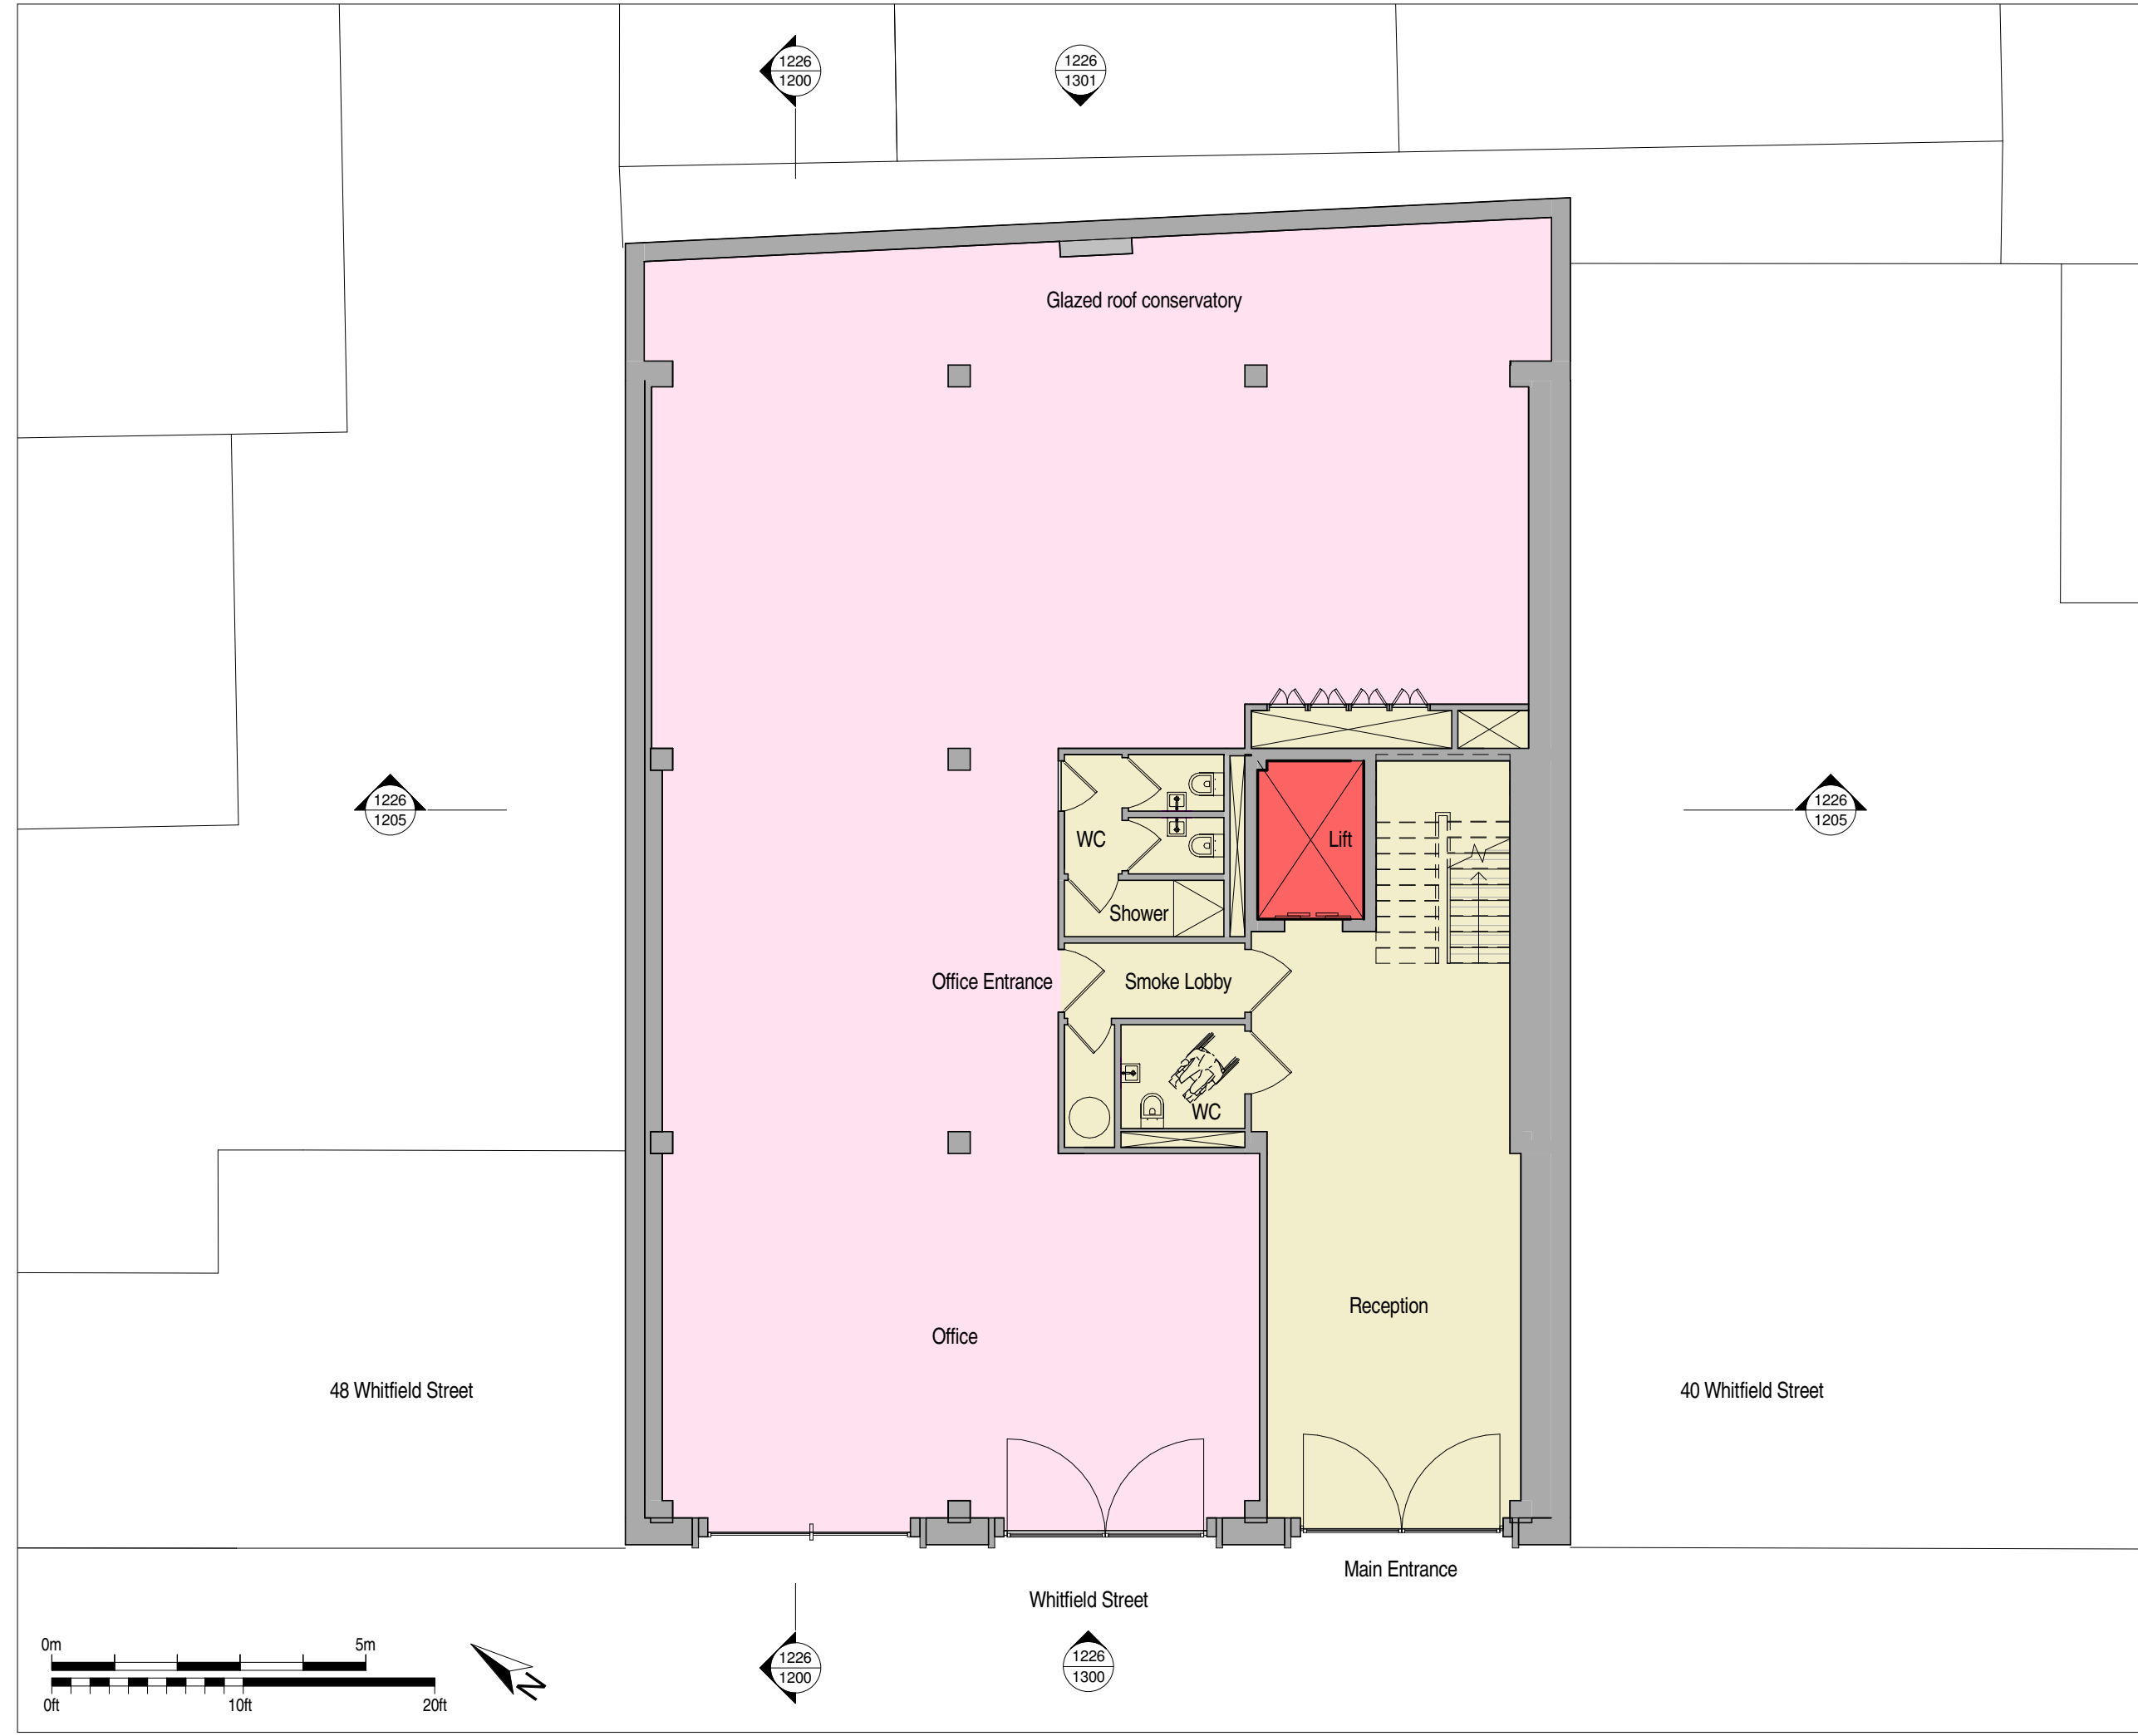 1226
1200
1226
1301
Glazed roof conservatory
1226
1205
WC
Lift
1226
1205
Shower
Office Entrance
Smoke Lobby
WC
Reception
Office
48 Whitfield Street
40 Whitfield Street
Main Entrance
Whitfield Street
0m
5m
0ft
10ft
20ft
N
1226
1200
1226
1300